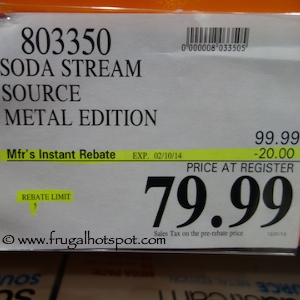 803350
0000008033505
SODA STREAM
SOURCE
METAL EDITION
99.99
Mfr's Instant Rebate EXP. 02/10/14 -20.00
PRICE AT REGISTER
REBATE LIMIT
79.99
Sales Tax on the pre-rebate price
www.frugalhotspot.com